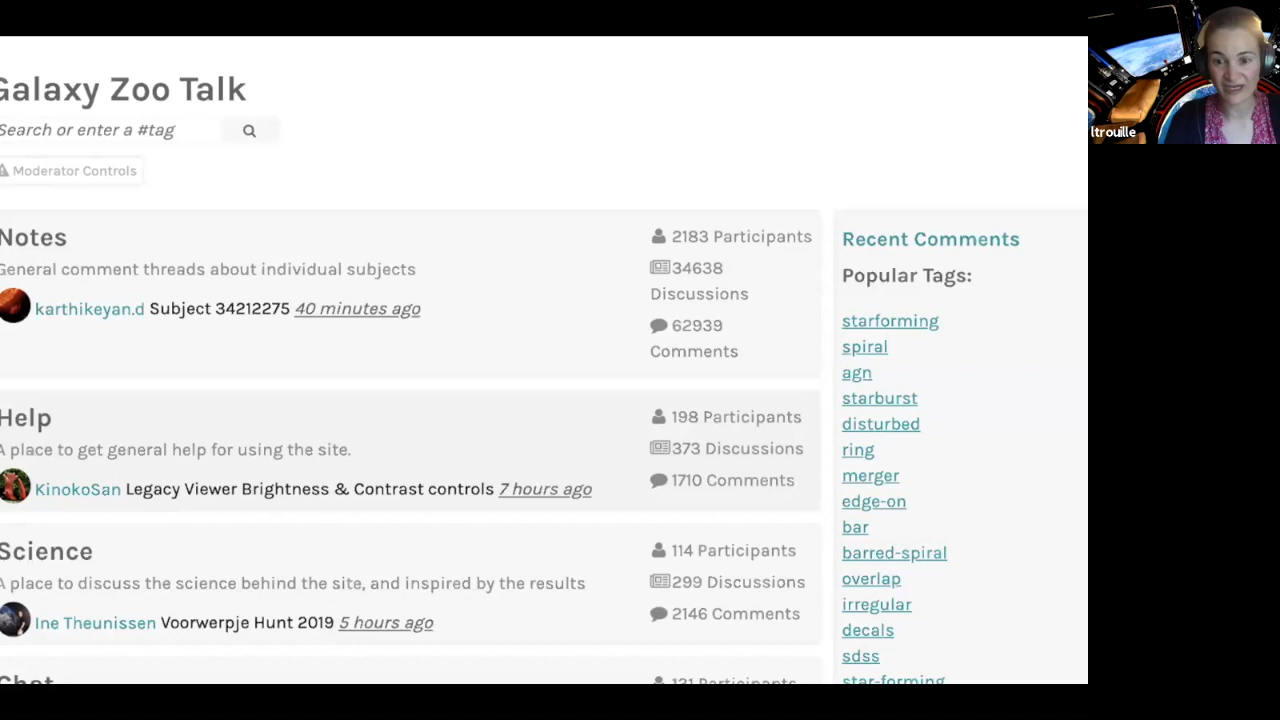 Galaxy Zoo Talk
Search or enter a #tag
Moderator Controls
Notes
General comment threads about individual subjects
karthikeyan.d Subject 34212275 40 minutes ago
2183 Participants
34638
Discussions
62939
Comments
Help
A place to get general help for using the site.
KinokoSan Legacy Viewer Brightness & Contrast controls 7 hours ago
198 Participants
373 Discussions
1710 Comments
Science
A place to discuss the science behind the site, and inspired by the results
Ine Theunissen Voorwerpje Hunt 2019 5 hours ago
114 Participants
299 Discussions
2146 Comments
Chat
131 Participants
Recent Comments
Popular Tags:
starforming
spiral
agn
starburst
disturbed
ring
merger
edge-on
bar
barred-spiral
overlap
irregular
decals
sdss
star-forming
ltrouille